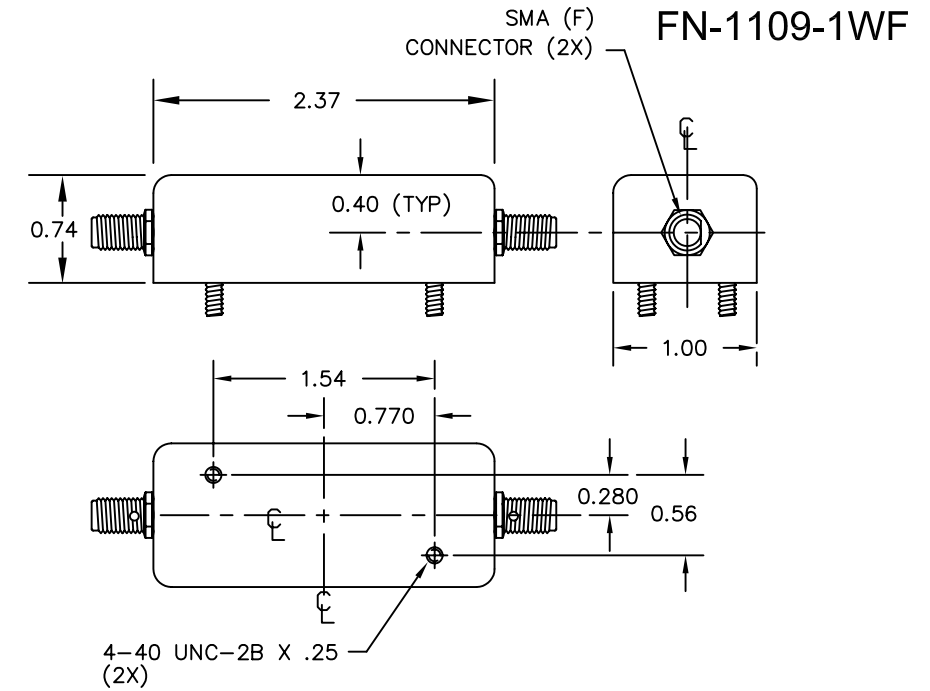 SMA (F)
CONNECTOR (2X)
FN-1109-1WF
2.37
0.40 (TYP)
0.74
1.00
1.54
0.770
0.280
0.56
4-40 UNC-2B X .25
(2X)